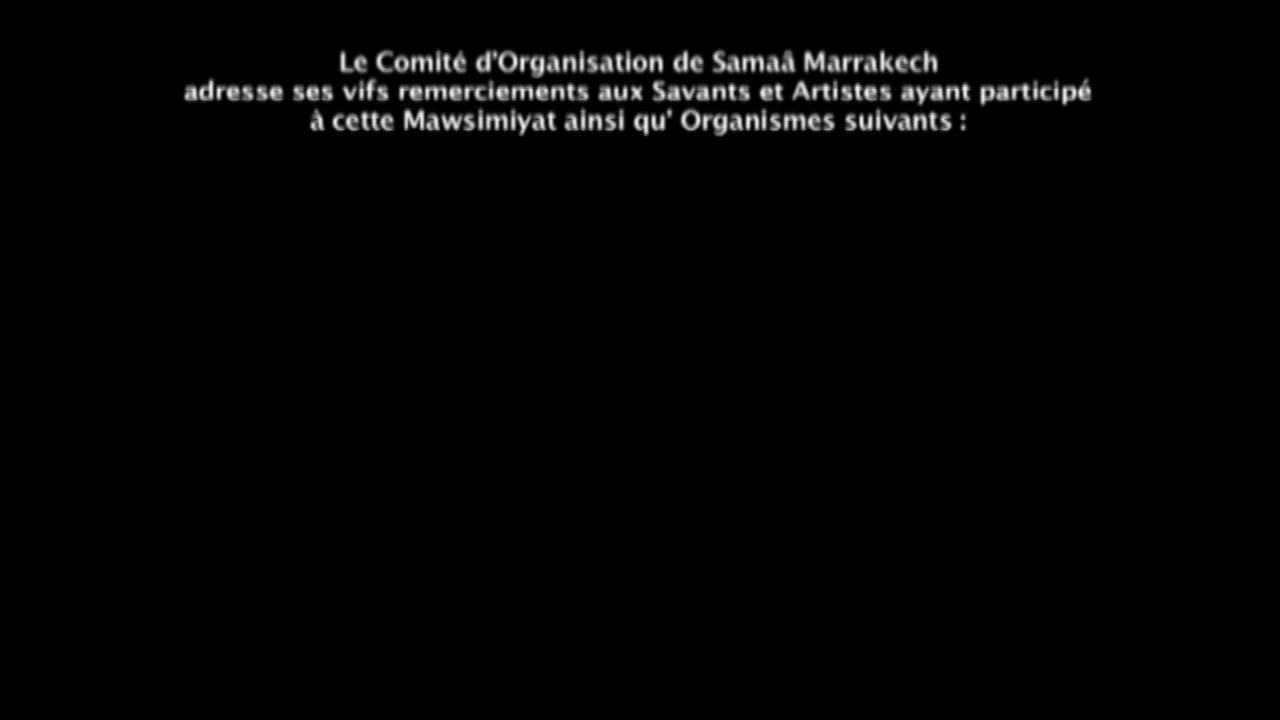 Le Comité d'Organisation de Samaâ Marrakech
adresse ses vifs remerciements aux Savants et Artistes ayant participé
à cette Mawsimiyat ainsi qu' Organismes suivants :